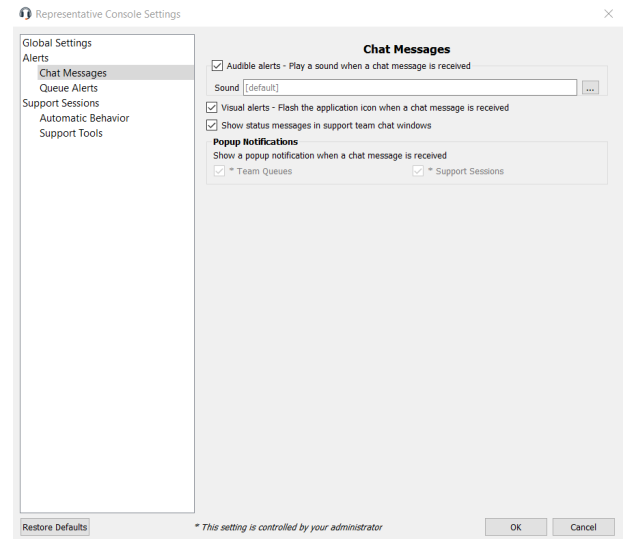 Representative Console Settings
Global Settings
Alerts
Chat Messages
Queue Alerts
Support Sessions
Automatic Behavior
Support Tools
Chat Messages
Audible alerts - Play a sound when a chat message is received
Sound [default] ...
Visual alerts - Flash the application icon when a chat message is received
Show status messages in support team chat windows
Popup Notifications
Show a popup notification when a chat message is received
* Team Queues * Support Sessions
Restore Defaults * This setting is controlled by your administrator OK Cancel